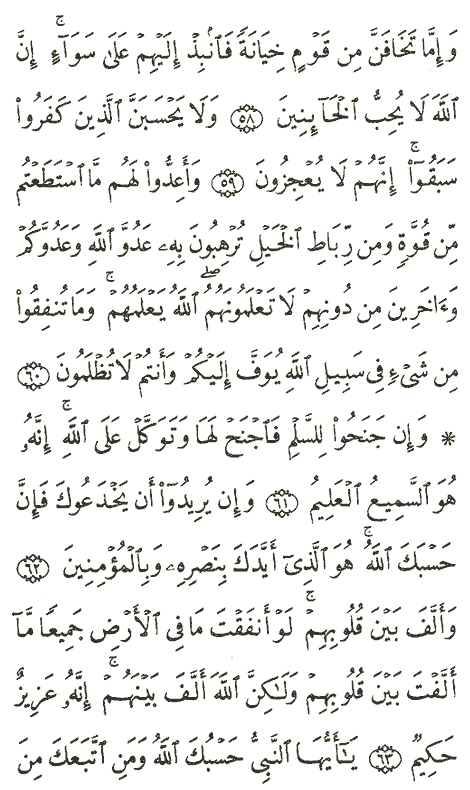 وَإِمَّا تَخَافَنَّ مِن قَوْمٍ خِيَانَةً فَٱنۢبِذْ إِلَيْهِمْ عَلَىٰ سَوَآءٍ ۚ إِنَّ
ٱللَّهَ لَا يُحِبُّ ٱلْخَآئِنِينَ ٥٨ وَلَا يَحْسَبَنَّ ٱلَّذِينَ كَفَرُوا۟
سَبَقُوٓا۟ ۚ إِنَّهُمْ لَا يُعْجِزُونَ ٥٩ وَأَعِدُّوا۟ لَهُم مَّا ٱسْتَطَعْتُم
مِّن قُوَّةٍ وَمِن رِّبَاطِ ٱلْخَيْلِ تُرْهِبُونَ بِهِۦ عَدُوَّ ٱللَّهِ وَعَدُوَّكُمْ
وَءَاخَرِينَ مِن دُونِهِمْ لَا تَعْلَمُونَهُمُ ۖ ٱللَّهُ يَعْلَمُهُمْ ۚ وَمَا تُنفِقُوا۟
مِن شَىْءٍ فِى سَبِيلِ ٱللَّهِ يُوَفَّ إِلَيْكُمْ وَأَنتُمْ لَا تُظْلَمُونَ ٦٠
* وَإِن جَنَحُوا۟ لِلسَّلْمِ فَٱجْنَحْ لَهَا وَتَوَكَّلْ عَلَى ٱللَّهِ ۚ إِنَّهُۥ
هُوَ ٱلسَّمِيعُ ٱلْعَلِيمُ ٦١ وَإِن يُرِيدُوٓا۟ أَن يَخْدَعُوكَ فَإِنَّ
حَسْبَكَ ٱللَّهُ ۚ هُوَ ٱلَّذِىٓ أَيَّدَكَ بِنَصْرِهِۦ وَبِٱلْمُؤْمِنِينَ ٦٢
وَأَلَّفَ بَيْنَ قُلُوبِهِمْ ۚ لَوْ أَنفَقْتَ مَا فِى ٱلْأَرْضِ جَمِيعًا مَّآ
أَلَّفْتَ بَيْنَ قُلُوبِهِمْ وَلَٰكِنَّ ٱللَّهَ أَلَّفَ بَيْنَهُمْ ۚ إِنَّهُۥ عَزِيزٌ
حَكِيمٌ ٦٣ يَٰٓأَيُّهَا ٱلنَّبِىُّ حَسْبُكَ ٱللَّهُ وَمَنِ ٱتَّبَعَكَ مِنَ